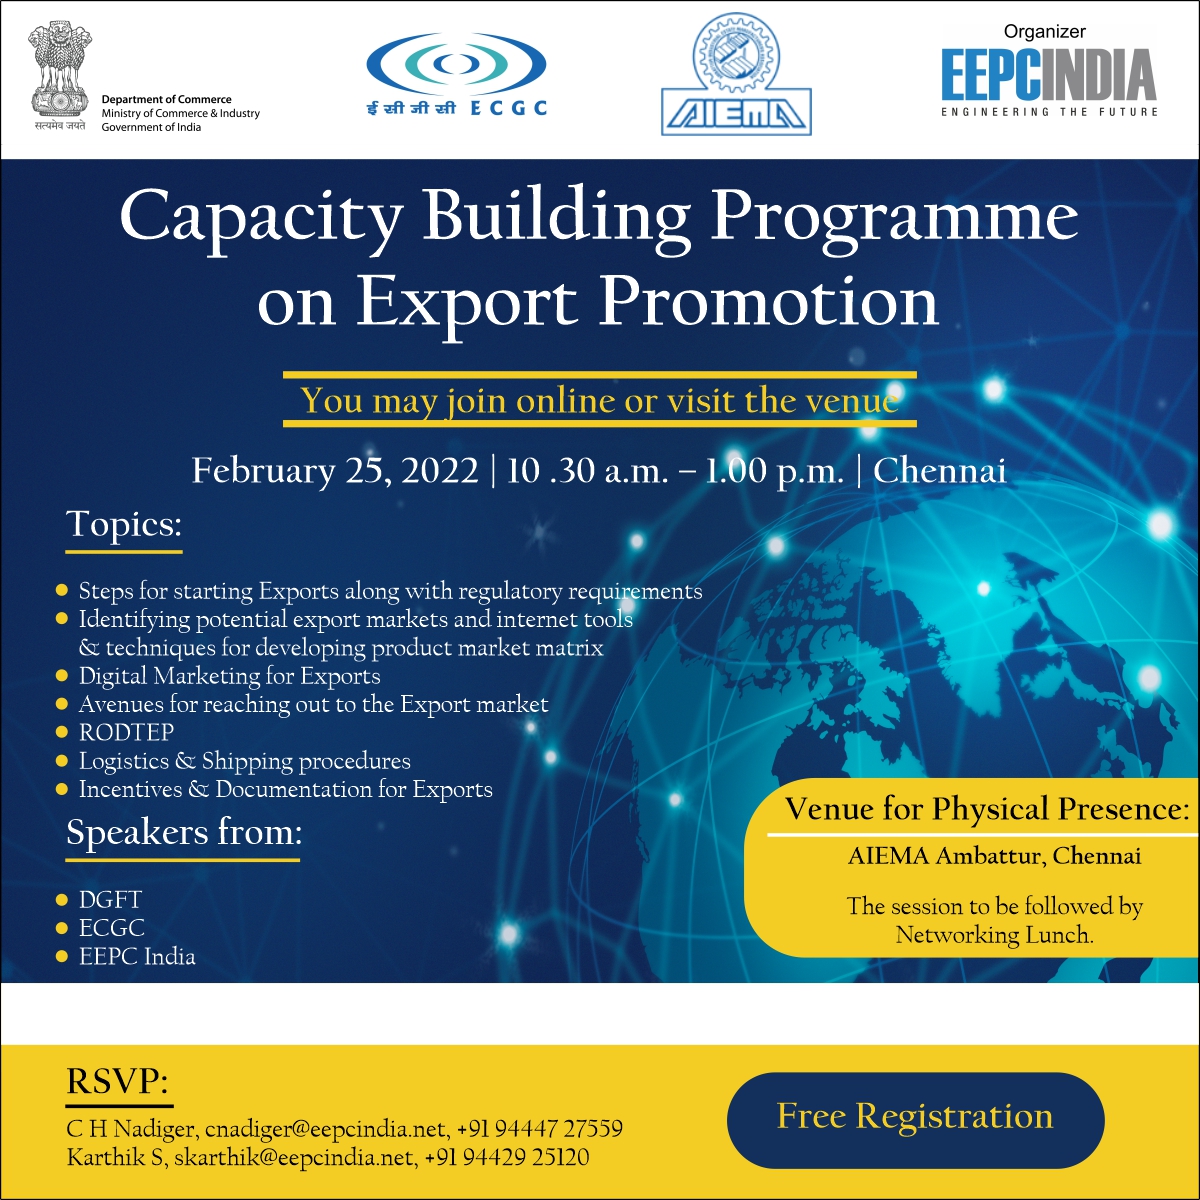 सत्यमेव जयते
Department of Commerce
Ministry of Commerce & Industry
Government of India
ई सी जी सी ECGC
AIEMA
Organizer
EEPCINDIA
ENGINEERING THE FUTURE
Capacity Building Programme
on Export Promotion
You may join online or visit the venue
February 25, 2022 | 10 .30 a.m. – 1.00 p.m. | Chennai
Topics:
Steps for starting Exports along with regulatory requirements
Identifying potential export markets and internet tools
& techniques for developing product market matrix
Digital Marketing for Exports
Avenues for reaching out to the Export market
RODTEP
Logistics & Shipping procedures
Incentives & Documentation for Exports
Speakers from:
DGFT
ECGC
EEPC India
Venue for Physical Presence:
AIEMA Ambattur, Chennai
The session to be followed by
Networking Lunch.
RSVP:
C H Nadiger, cnadiger@eepcindia.net, +91 94447 27559
Karthik S, skarthik@eepcindia.net, +91 94429 25120
Free Registration